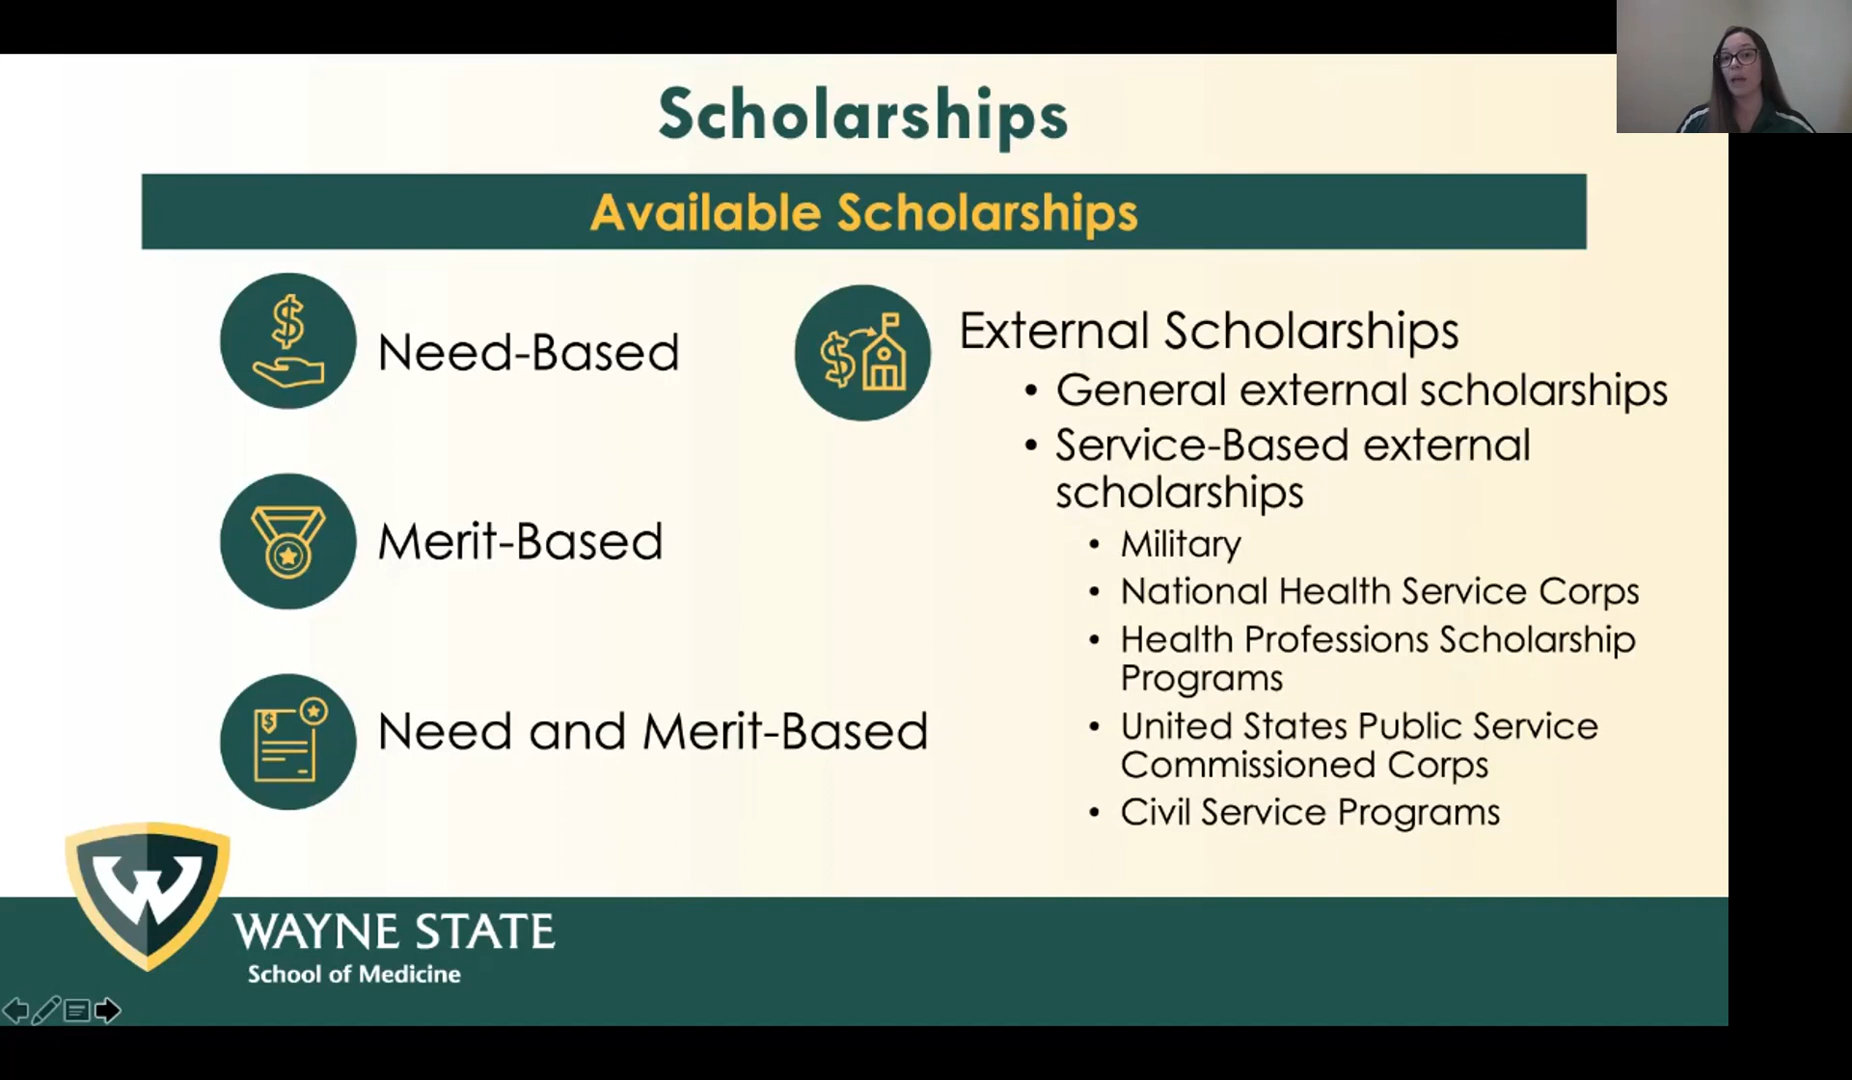 Scholarships
Available Scholarships
Need-Based
Merit-Based
Need and Merit-Based
External Scholarships
• General external scholarships
• Service-Based external
scholarships
• Military
• National Health Service Corps
• Health Professions Scholarship
Programs
• United States Public Service
Commissioned Corps
• Civil Service Programs
WAYNE STATE
School of Medicine